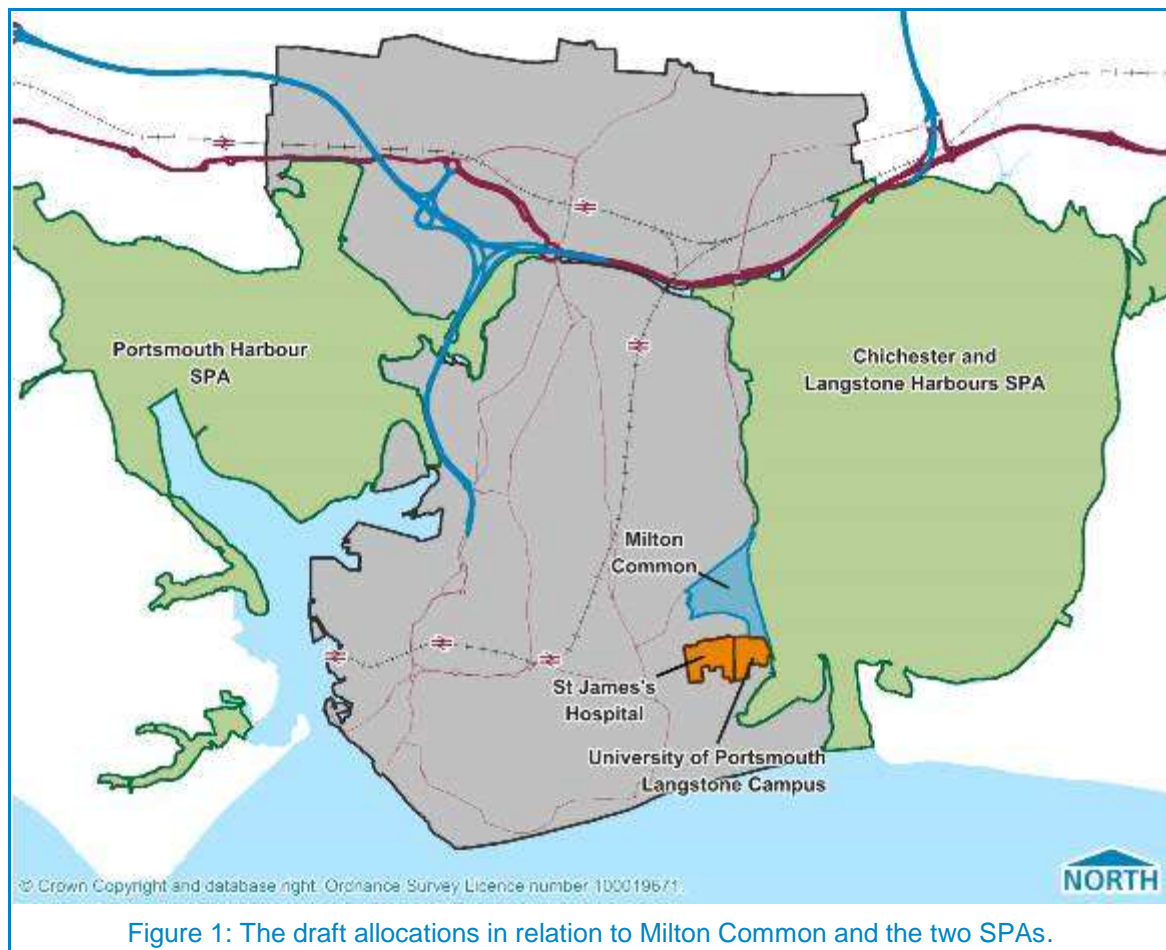 Portsmouth Harbour
SPA
Chichester and
Langstone Harbours SPA
Milton
Common
St James's
Hospital
University of Portsmouth
Langstone Campus
© Crown Copyright and database right. Ordnance Survey Licence number 100019671.
NORTH
Figure 1: The draft allocations in relation to Milton Common and the two SPAs.